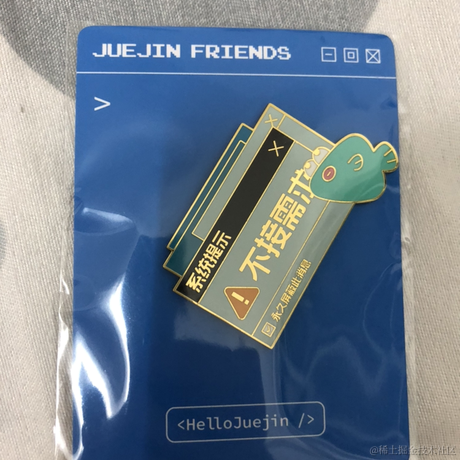 JUEJIN FRIENDS
系统提示
不接需求
永久屏蔽此消息
<HelloJuejin />
@稀土掘金技术社区